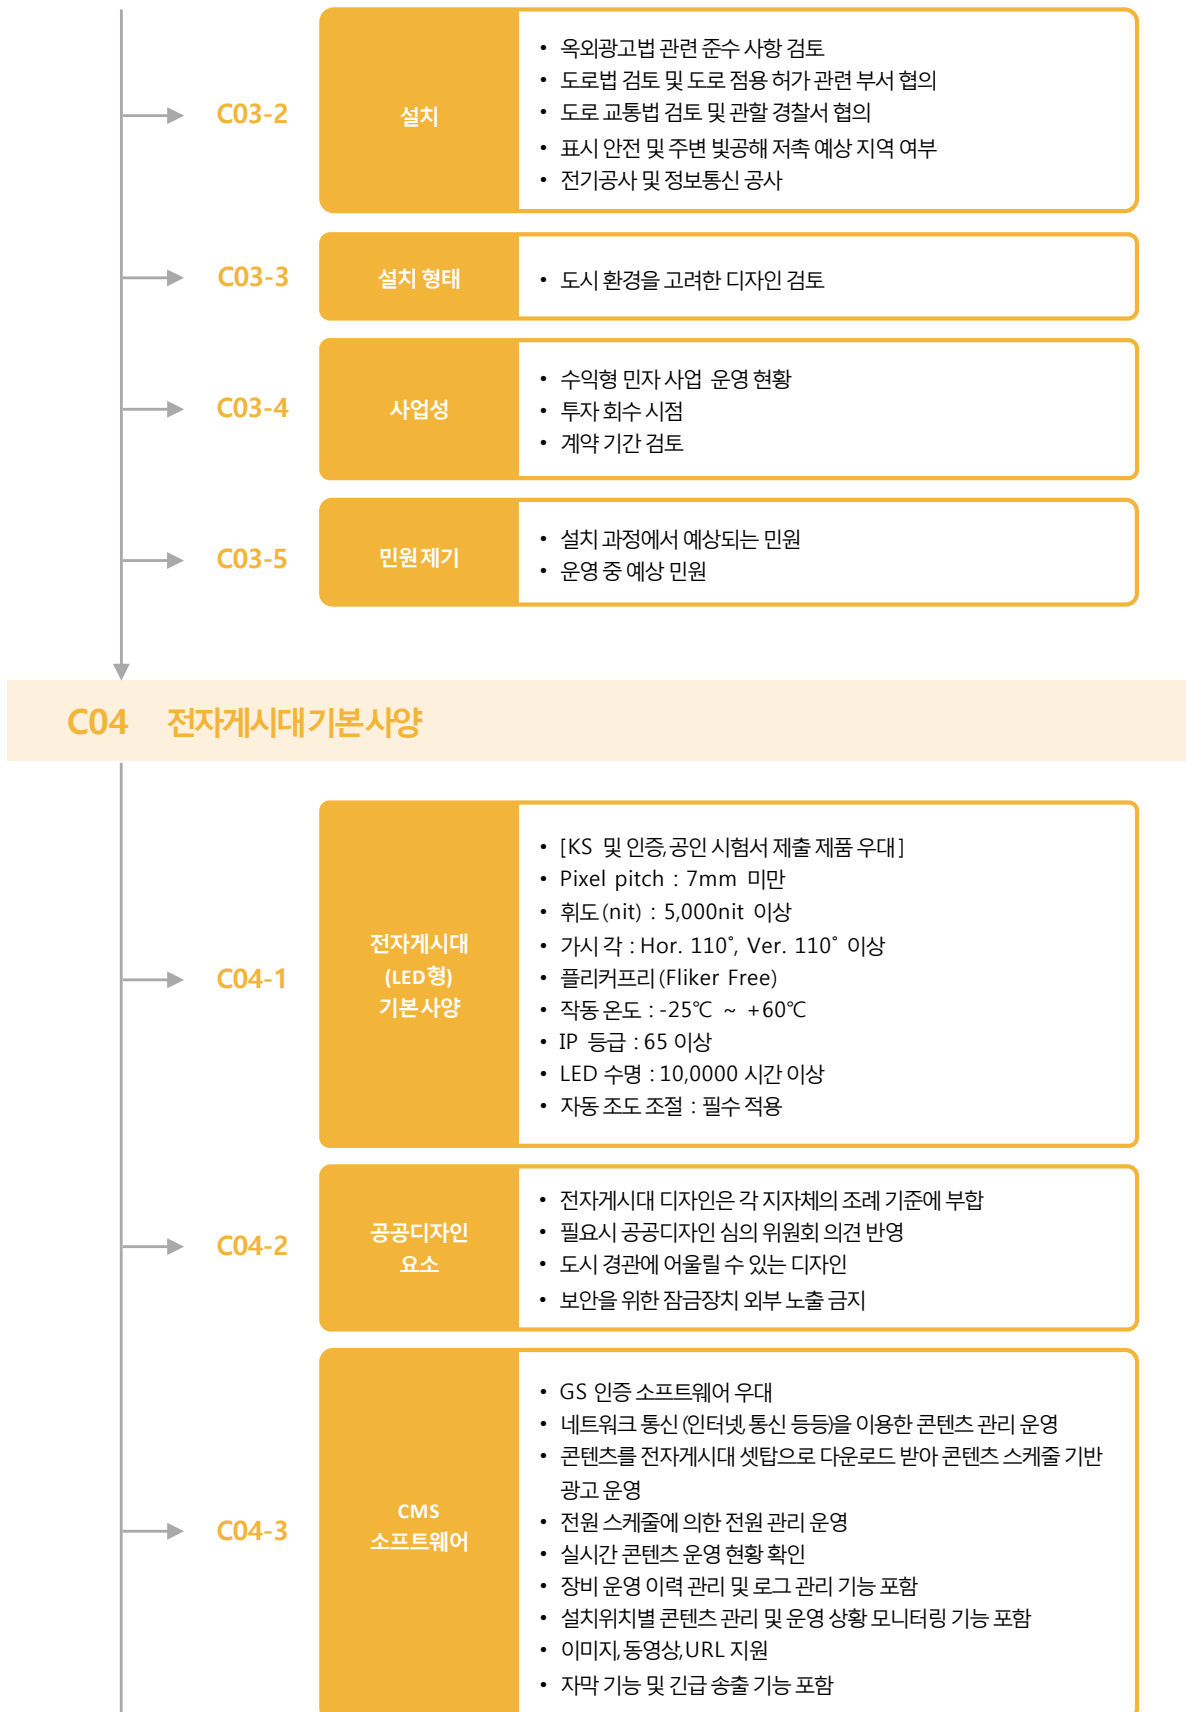 C03-2
설치
• 옥외광고법 관련 준수 사항 검토
• 도로법 검토 및 도로 점용 허가 관련 부서 협의
• 도로 교통법 검토 및 관할 경찰서 협의
• 표시 안전 및 주변 빛공해 저촉 예상 지역 여부
• 전기공사 및 정보통신 공사
C03-3
설치 형태
• 도시 환경을 고려한 디자인 검토
C03-4
사업성
• 수익형 민자 사업 운영 현황
• 투자 회수 시점
• 계약 기간 검토
C03-5
민원 제기
• 설치 과정에서 예상되는 민원
• 운영 중 예상 민원
C04 전자게시대 기본 사양
C04-1
전자게시대
(LED형)
기본 사양
• [KS 및 인증,공인 시험서 제출 제품 우대]
• Pixel pitch : 7mm 미만
• 휘도(nit) : 5,000nit 이상
• 가시 각 : Hor. 110˚, Ver. 110˚ 이상
• 플리커프리(Fliker Free)
• 작동 온도 : -25℃ ~ +60℃
• IP 등급 : 65 이상
• LED 수명 : 10,0000 시간 이상
• 자동 조도 조절 : 필수 적용
C04-2
공공디자인
요소
• 전자게시대 디자인은 각 지자체의 조례 기준에 부합
• 필요시 공공디자인 심의 위원회 의견 반영
• 도시 경관에 어울릴 수 있는 디자인
• 보안을 위한 잠금장치 외부 노출 금지
C04-3
CMS
소프트웨어
• GS 인증 소프트웨어 우대
• 네트워크 통신 (인터넷,통신 등등)을 이용한 콘텐츠 관리 운영
• 콘텐츠를 전자게시대 셋탑으로 다운로드 받아 콘텐츠 스케줄 기반
광고 운영
• 전원 스케줄에 의한 전원 관리 운영
• 실시간 콘텐츠 운영 현황 확인
• 장비 운영 이력 관리 및 로그 관리 기능 포함
• 설치위치별 콘텐츠 관리 및 운영 상황 모니터링 기능 포함
• 이미지,동영상,URL 지원
• 자막 기능 및 긴급 송출 기능 포함